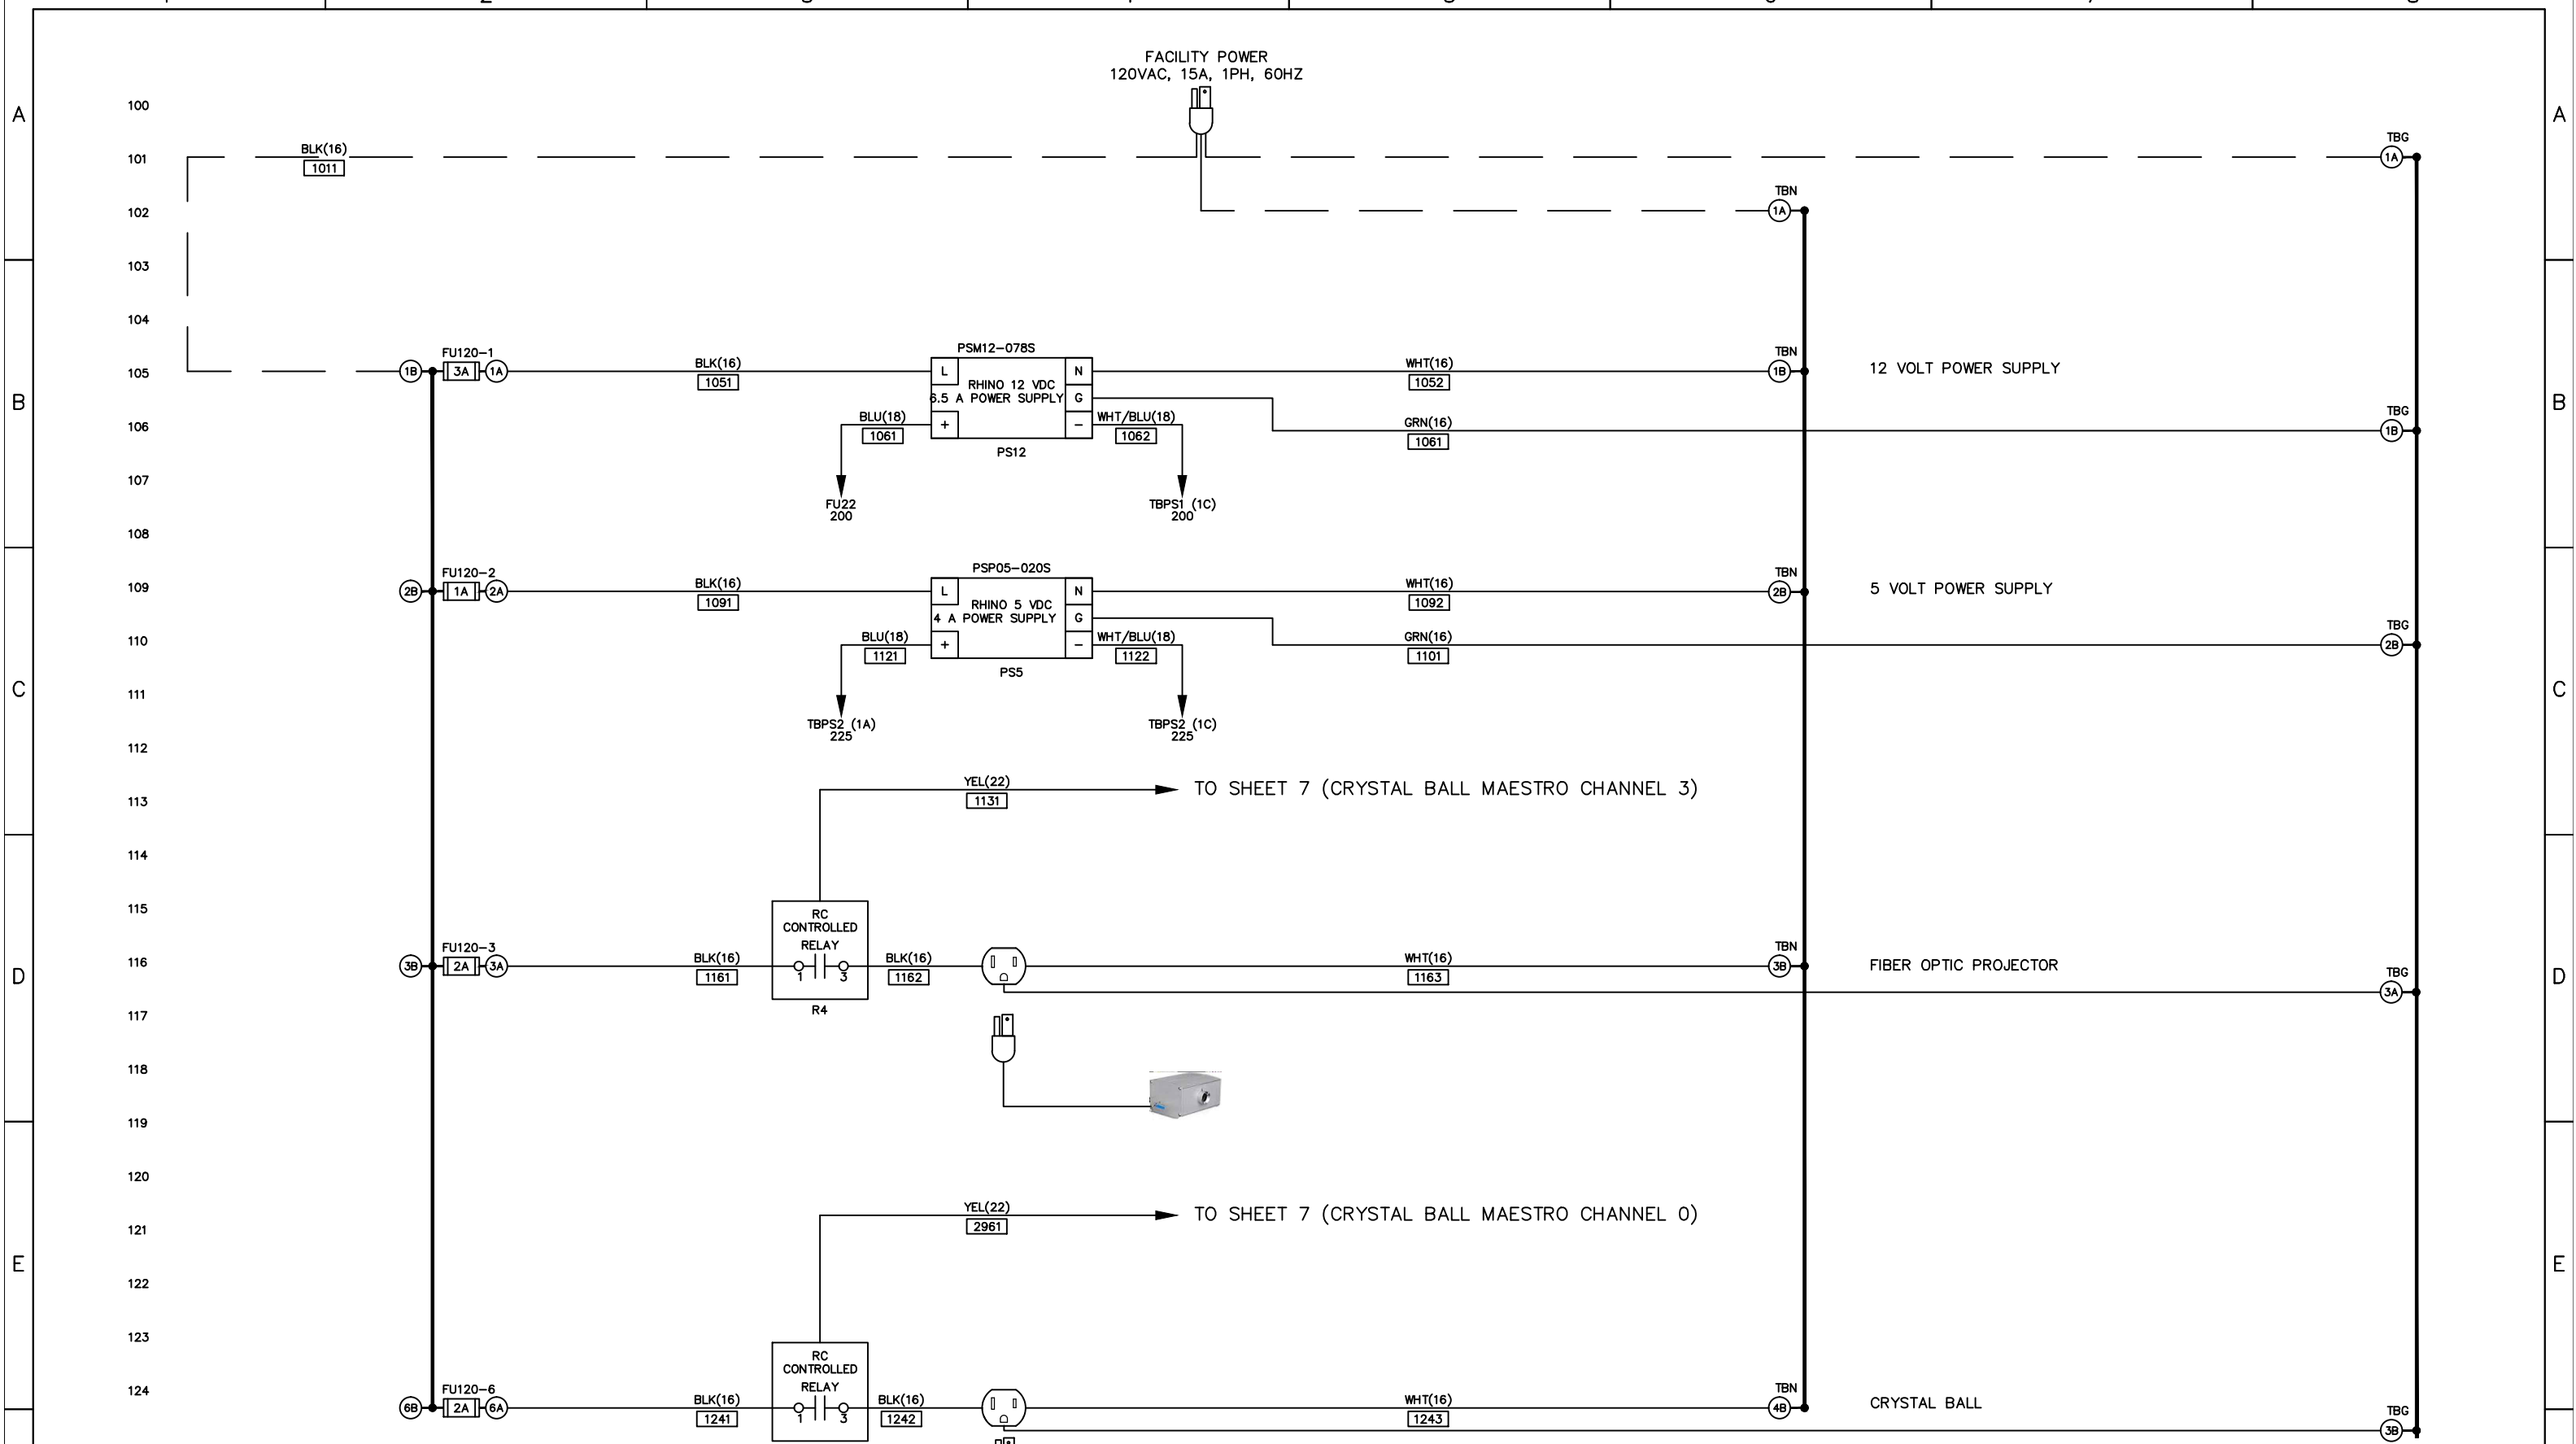 2
FACILITY POWER
120VAC, 15A, 1PH, 60HZ
100
A
A
TBG
BLK(16)
101
1A
1011
TBN
102
1A
103
104
FU120-1
PSM12-078S
TBN
BLK(16)
WHT(16)
105
1B
3A
1A
L
N
1B
12 VOLT POWER SUPPLY
1051
RHINO 12 VDC
1052
6.5 A POWER SUPPLY
G
B
B
TBG
BLU(18)
WHT/BLU(18)
GRN(16)
106
+
-
1B
1061
1062
1061
PS12
107
FU22
200
TBPS1 (1C)
200
108
FU120-2
PSP05-020S
TBN
BLK(16)
WHT(16)
109
2B
1A
2A
L
N
2B
5 VOLT POWER SUPPLY
1091
RHINO 5 VDC
1092
4 A POWER SUPPLY
G
TBG
BLU(18)
WHT/BLU(18)
GRN(16)
110
+
-
2B
1121
1122
1101
PS5
C
C
111
TBPS2 (1A)
225
TBPS2 (1C)
225
112
YEL(22)
113
1131
TO SHEET 7 (CRYSTAL BALL MAESTRO CHANNEL 3)
114
115
RC
CONTROLLED
RELAY
FU120-3
TBN
BLK(16)
BLK(16)
WHT(16)
116
3B
2A
3A
1
3
3B
FIBER OPTIC PROJECTOR
1161
1162
1163
D
D
TBG
3A
R4
117
118
119
120
YEL(22)
121
2961
TO SHEET 7 (CRYSTAL BALL MAESTRO CHANNEL 0)
E
E
122
123
RC
CONTROLLED
RELAY
124
FU120-6
TBN
BLK(16)
BLK(16)
WHT(16)
6B
2A
6A
1
3
4B
CRYSTAL BALL
1241
1242
1243
TBG
3B